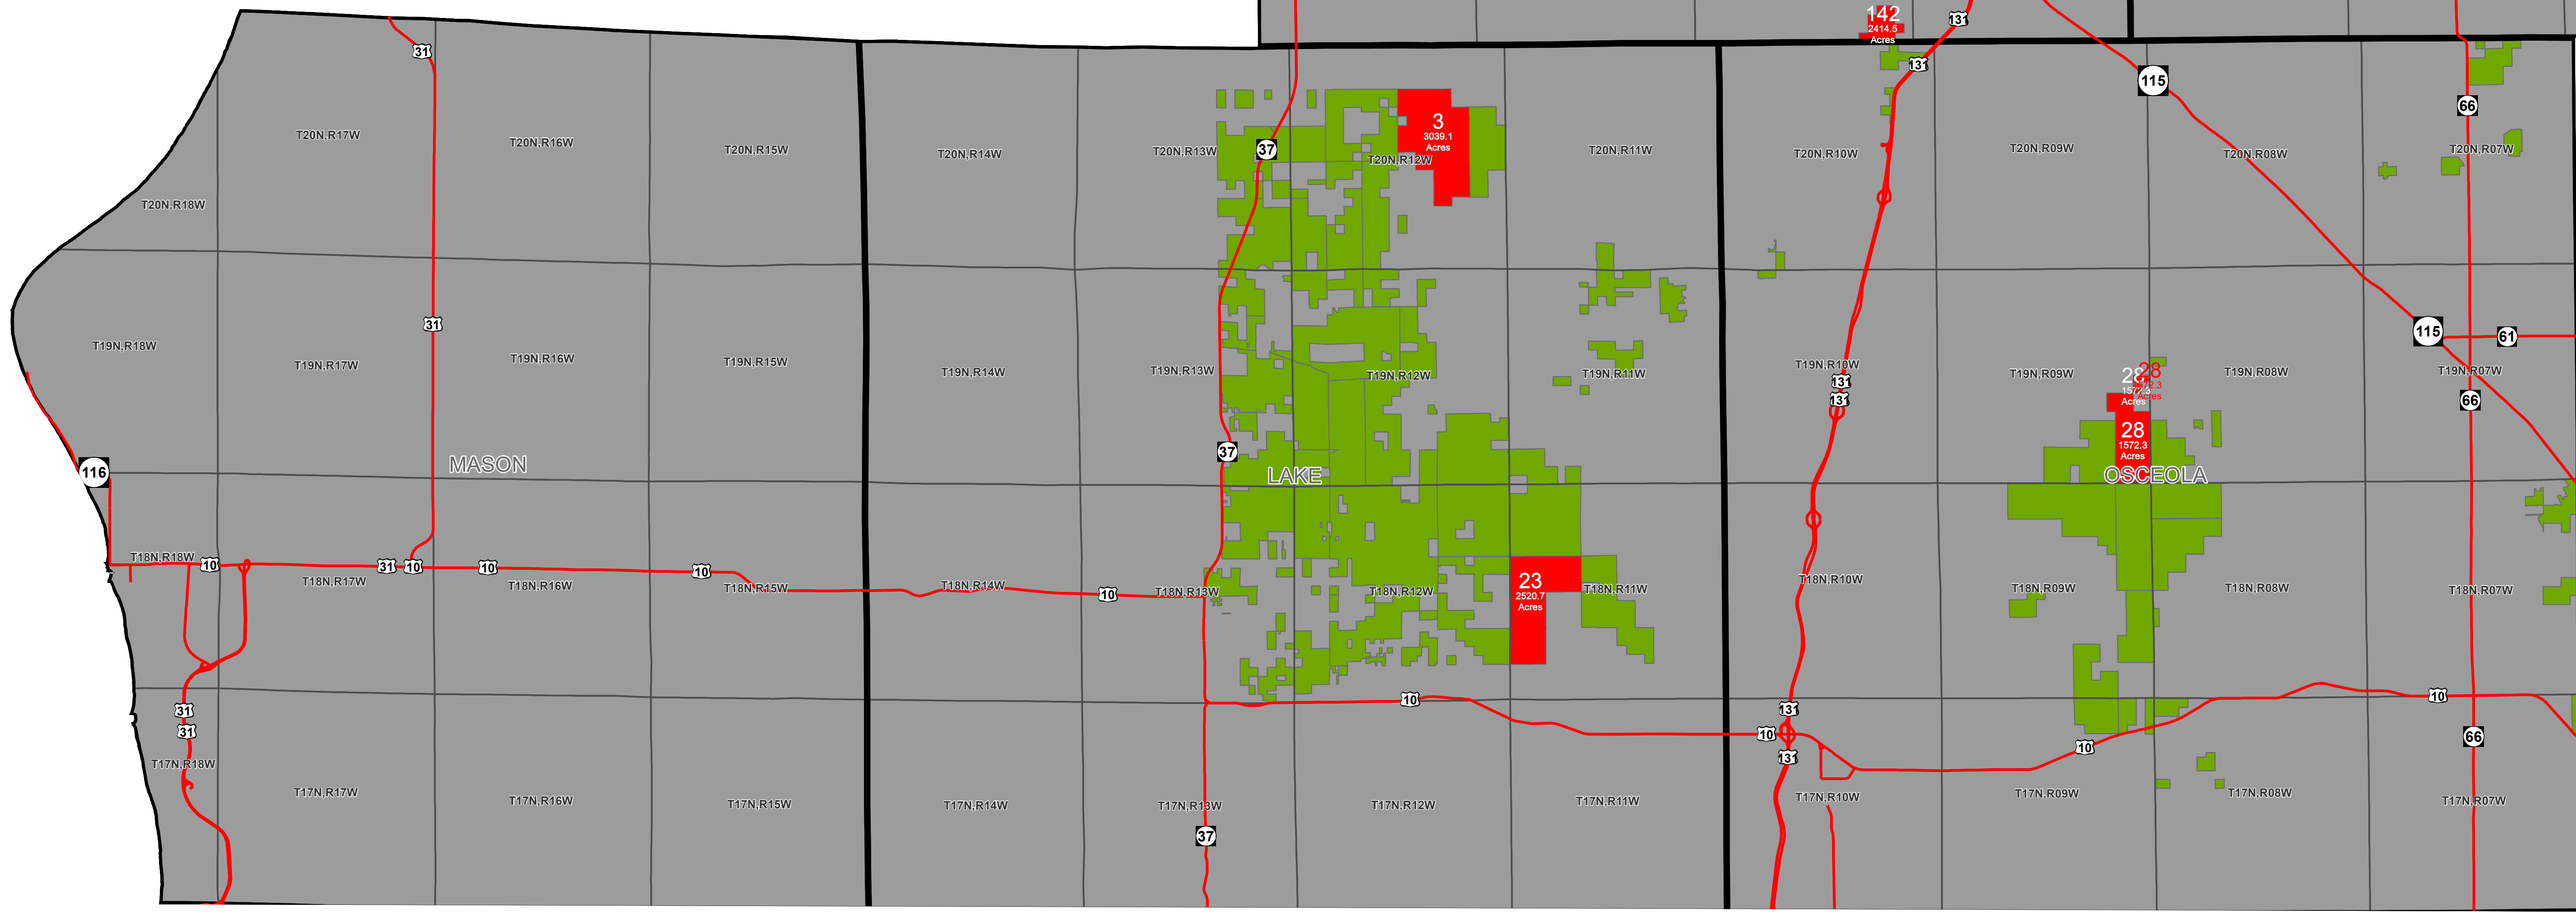 142
2414.5
Acres
131
31
131
115
66
3
3039.1
Acres
T20N,R17W
T20N,R16W
T20N,R15W
T20N,R14W
T20N,R13W
37
T20N,R12W
T20N,R11W
T20N,R10W
T20N,R09W
T20N,R08W
T20N,R07W
T20N,R18W
31
115
61
T19N,R18W
T19N,R17W
T19N,R16W
T19N,R15W
T19N,R14W
T19N,R13W
T19N,R12W
T19N,R11W
T19N,R10W
T19N,R09W
T19N,R08W
T19N,R07W
28
1572.3
Acres
28
1572.3
Acres
131
131
66
28
1572.3
Acres
37
116
MASON
LAKE
OSCEOLA
T18N,R18W
10
31
10
10
10
T18N,R17W
T18N,R16W
T18N,R15W
T18N,R14W
10
T18N,R13W
T18N,R12W
23
2520.7
Acres
T18N,R11W
T18N,R10W
T18N,R09W
T18N,R08W
T18N,R07W
10
10
31
131
31
10
131
10
66
T17N,R18W
T17N,R17W
T17N,R16W
T17N,R15W
T17N,R14W
T17N,R13W
T17N,R12W
T17N,R11W
T17N,R10W
T17N,R09W
T17N,R08W
T17N,R07W
37